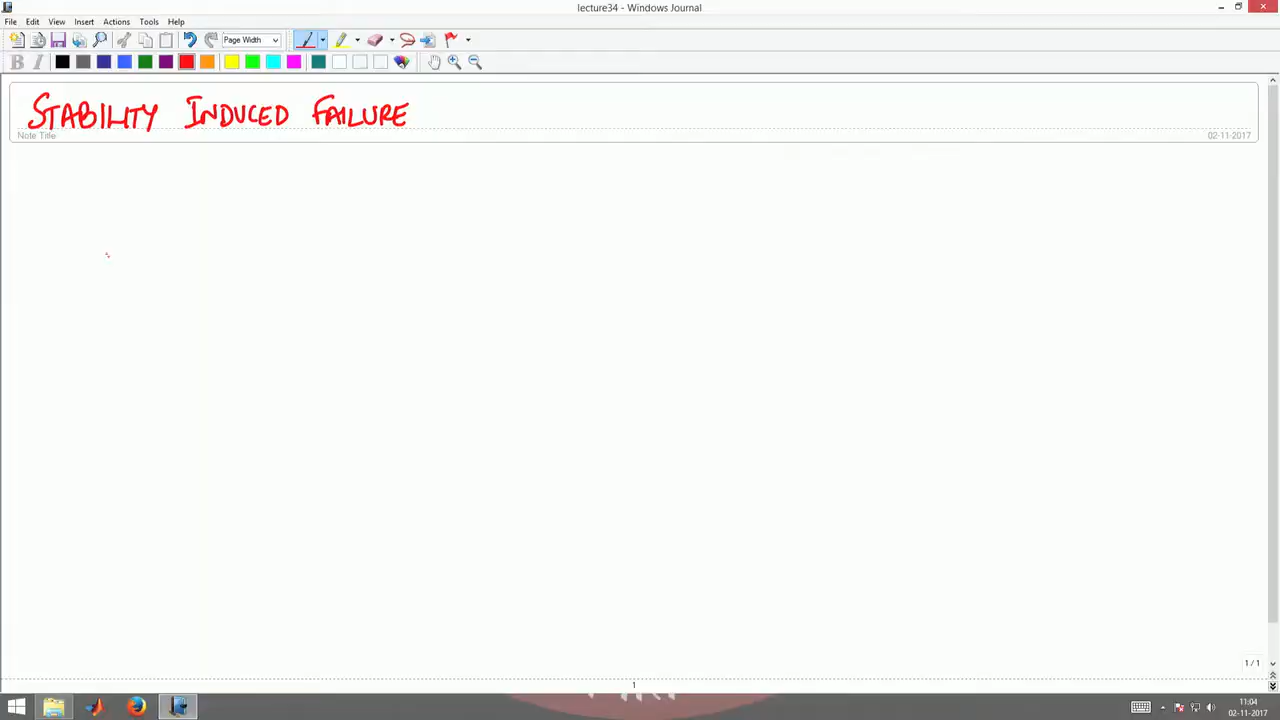 lecture34 - Windows Journal
File Edit View Insert Actions Tools Help
Page Width
B I
STABILITY INDUCED FAILURE
Note Title
02-11-2017
1 / 1
1
11:04
02-11-2017